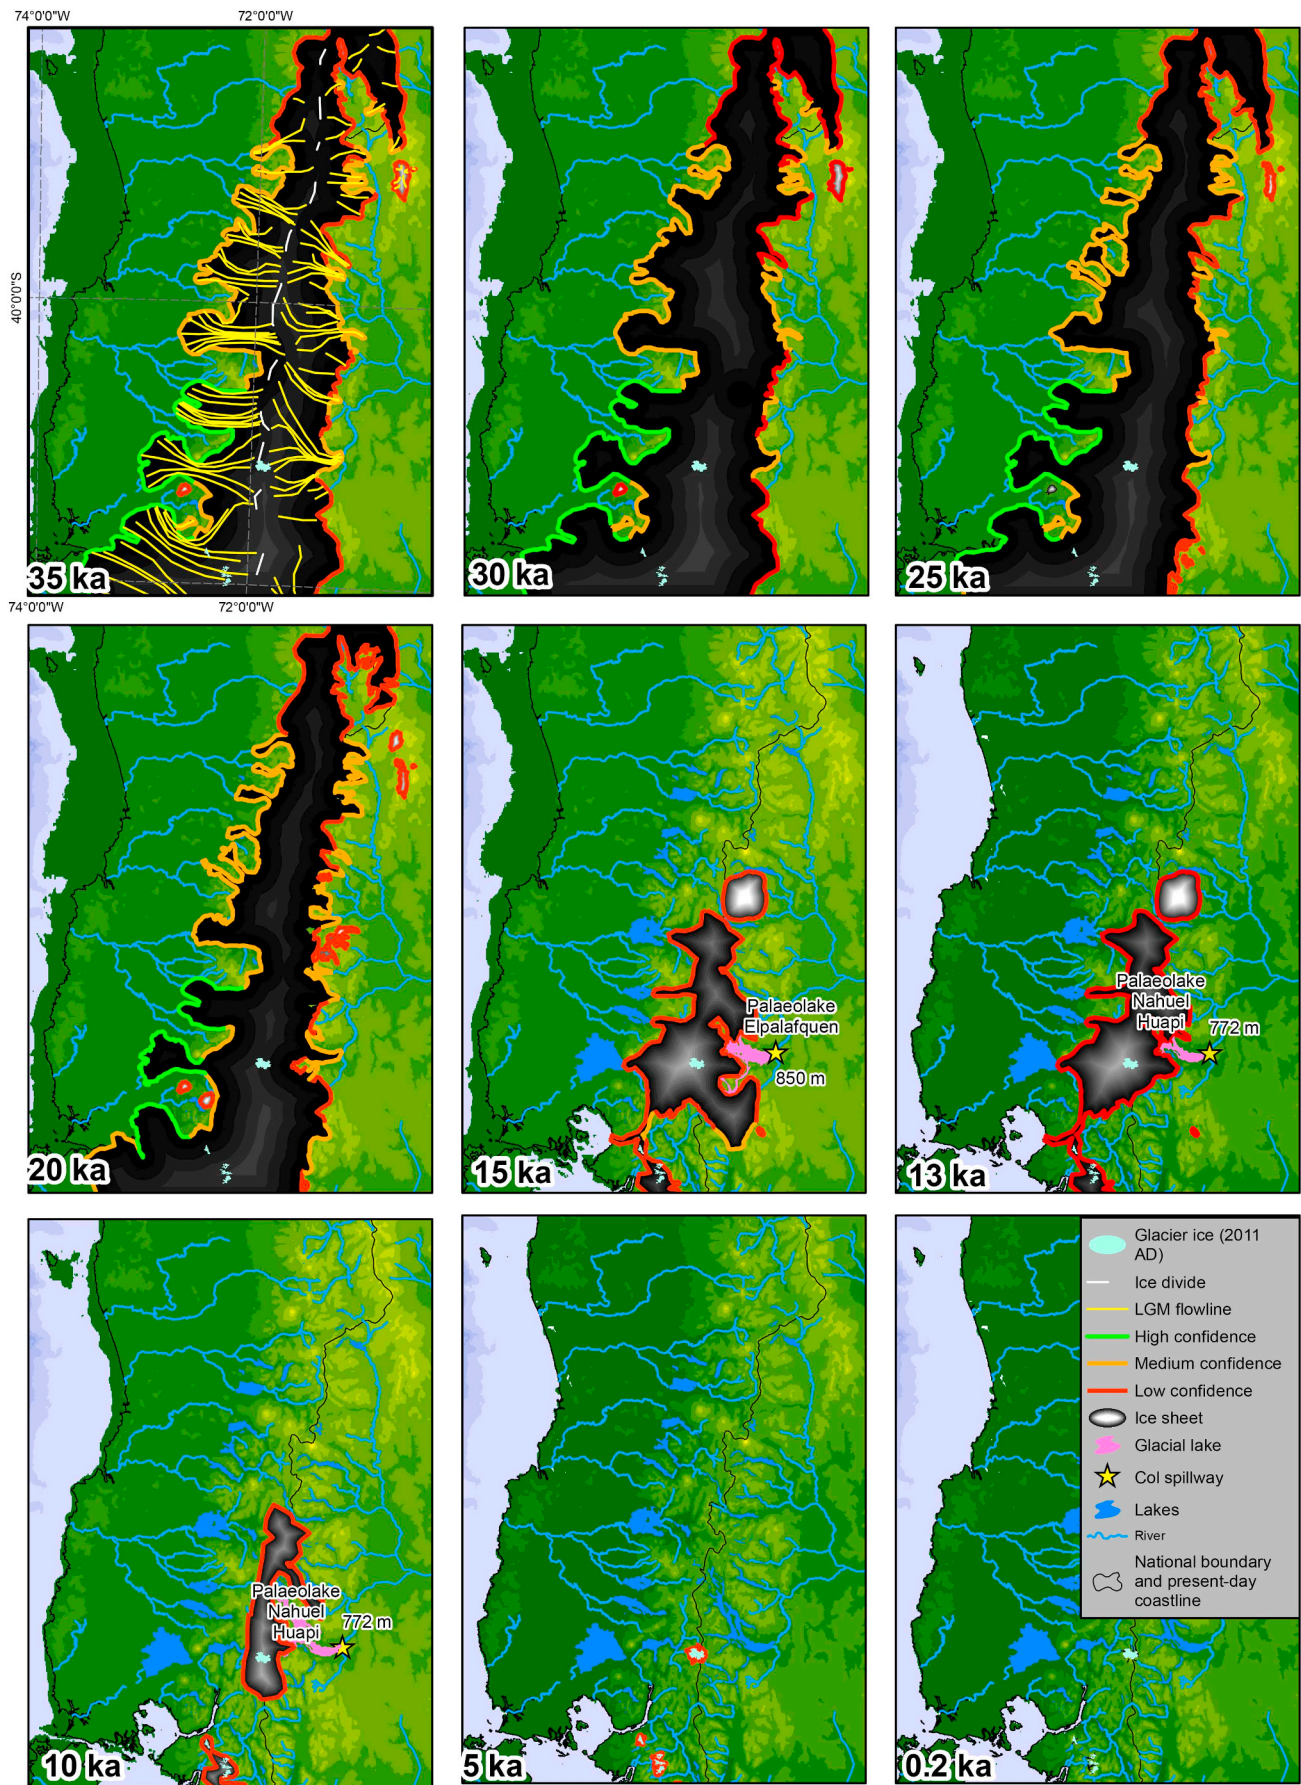 74°0'0"W
72°0'0"W
40°0'0"S
35 ka
30 ka
25 ka
74°0'0"W
72°0'0"W
20 ka
Palaeolake
Elpalafquen
850 m
15 ka
Palaeolake
Nahuel
Huapi
772 m
13 ka
Palaeolake
Nahuel
Huapi
772 m
10 ka
5 ka
Glacier ice (2011
AD)
Ice divide
LGM flowline
High confidence
Medium confidence
Low confidence
Ice sheet
Glacial lake
Col spillway
Lakes
River
National boundary
and present-day
coastline
0.2 ka